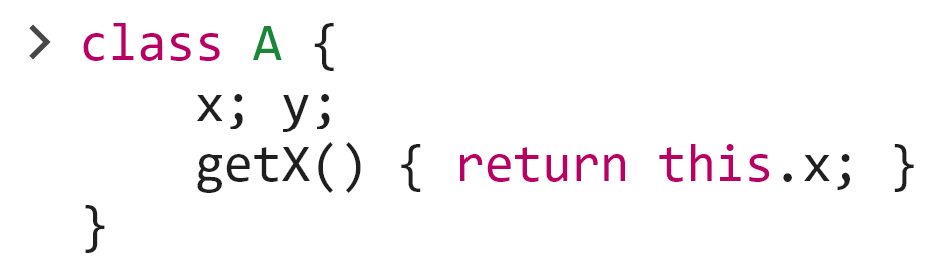 > class A {
x; y;
getX() { return this.x; }
}